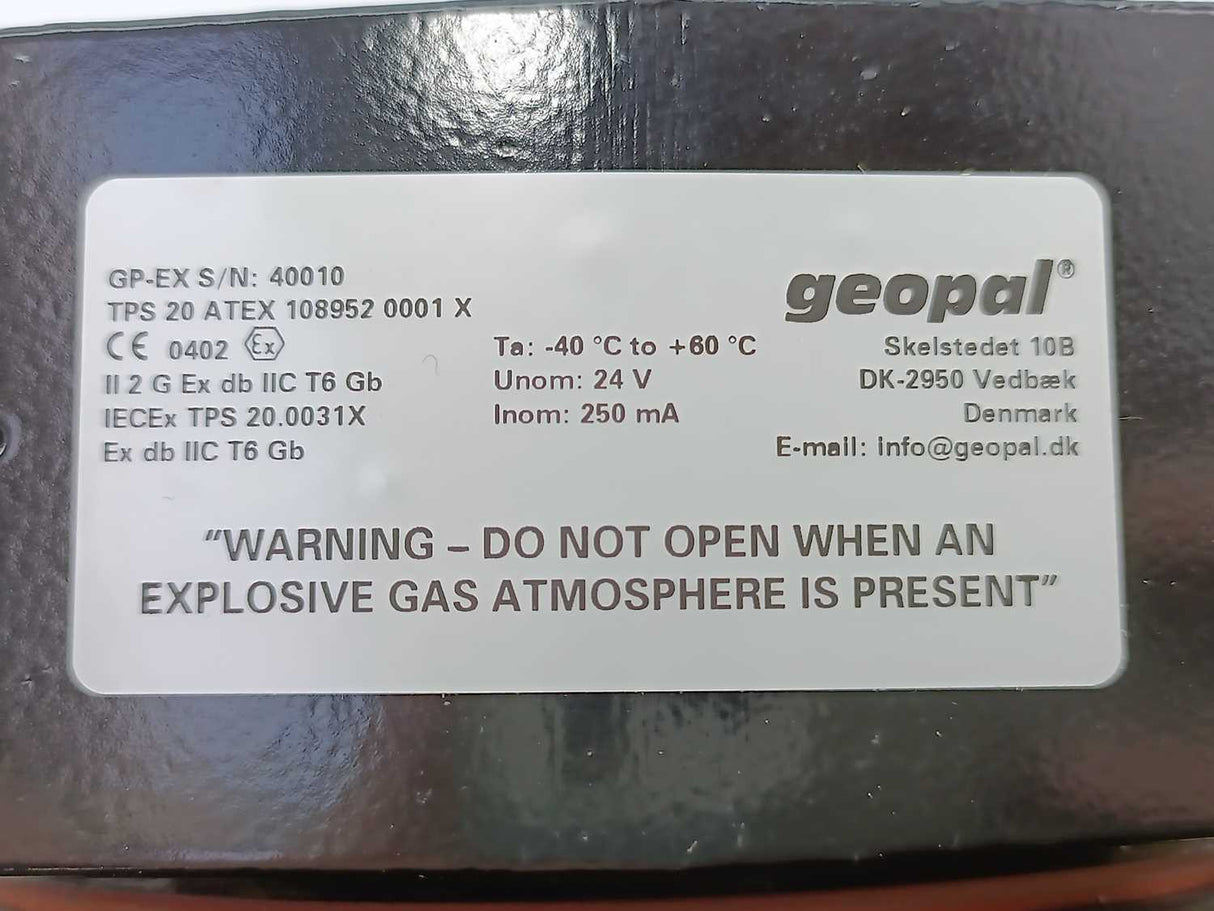 GP-EX S/N: 40010
TPS 20 ATEX 108952 0001 X
CE 0402 Ex
II 2 G Ex db IIC T6 Gb
IECEx TPS 20.0031X
Ex db IIC T6 Gb
Ta: -40 °C to +60 °C
Unom: 24 V
Inom: 250 mA
geopal®
Skelstedet 10B
DK-2950 Vedbæk
Denmark
E-mail: info@geopal.dk
”WARNING – DO NOT OPEN WHEN AN
EXPLOSIVE GAS ATMOSPHERE IS PRESENT”